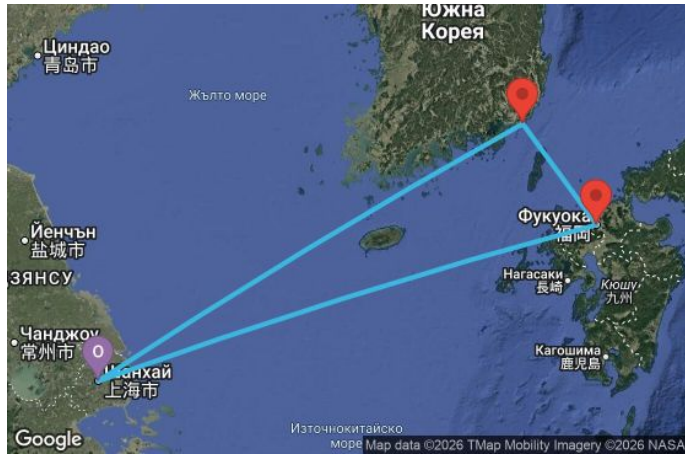 Южна
Корея
Циндао
青岛市
Жълто море
Фукуока
福岡
Йенчън
盐城市
Нагасаки
長崎
Кюшу
九州
ДЗЯНСУ
Чанджоу
常州市
О
Шанхай
上海市
Кагошима
鹿児島
Източнокитайско
море
Google
Map data ©2026 TMap Mobility Imagery ©2026 NASA